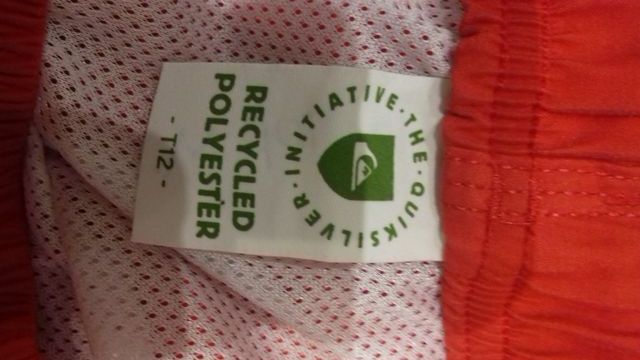 THE · QUIKSILVER · INITIATIVE ·
RECYCLED
POLYESTER
- T12 -